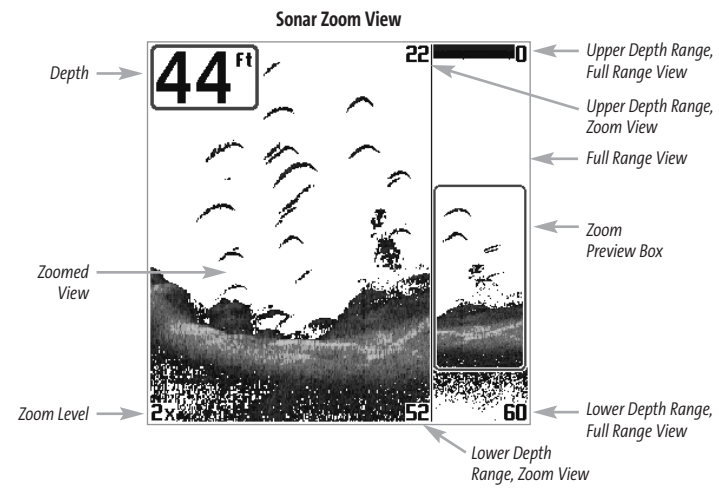 Sonar Zoom View
Depth
44 Ft
22
0
Upper Depth Range,
Full Range View
Upper Depth Range,
Zoom View
Full Range View
Zoom
Preview Box
Zoomed
View
Zoom Level
2x
52
60
Lower Depth Range,
Full Range View
Lower Depth
Range, Zoom View